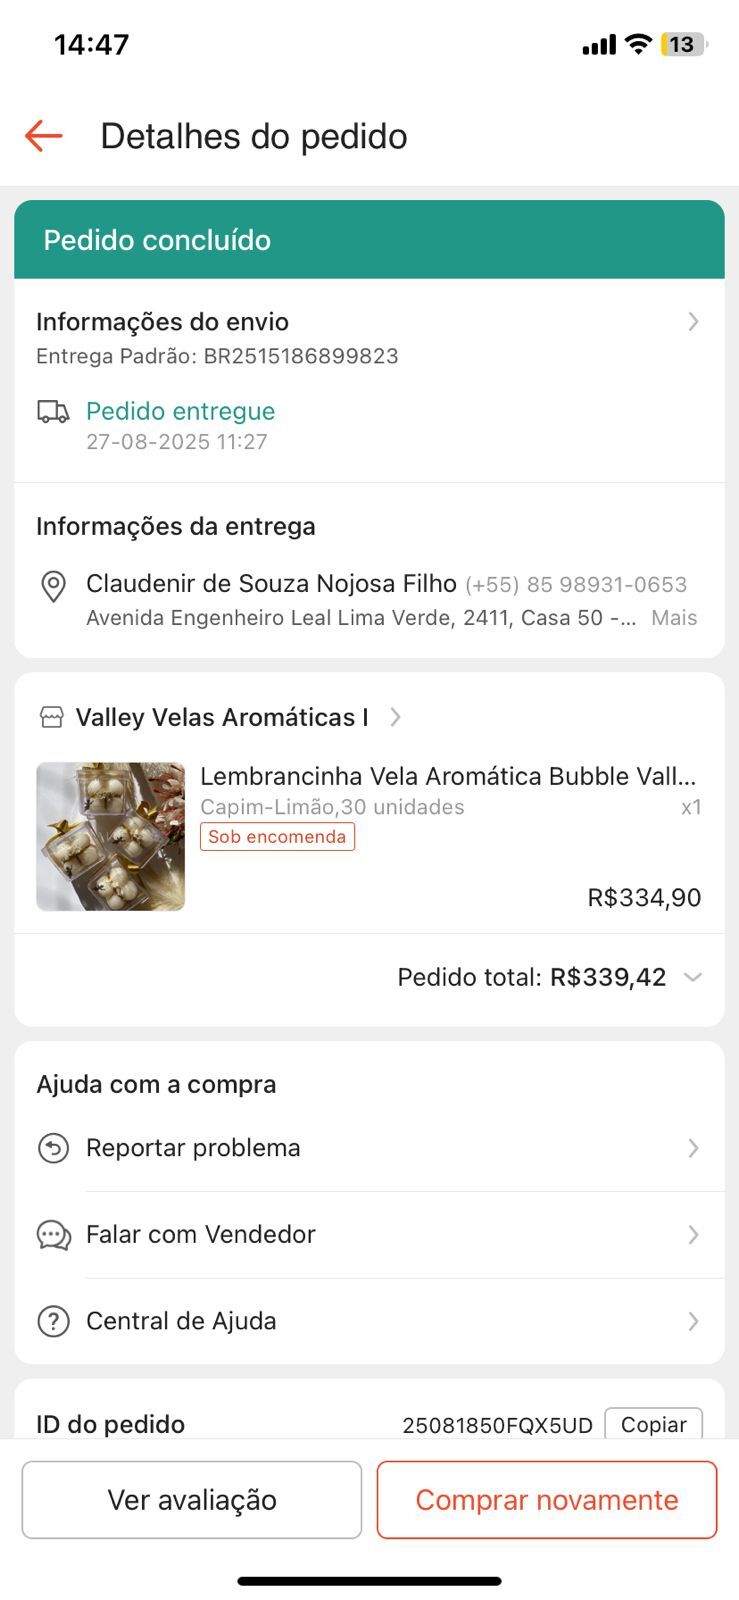 14:47
13
Detalhes do pedido
Pedido concluído
Informações do envio
Entrega Padrão: BR2515186899823
Pedido entregue
27-08-2025 11:27
Informações da entrega
Claudenir de Souza Nojosa Filho (+55) 85 98931-0653
Avenida Engenheiro Leal Lima Verde, 2411, Casa 50 -... Mais
Valley Velas Aromáticas I
Lembrancinha Vela Aromática Bubble Vall...
Capim-Limão,30 unidades x1
Sob encomenda
R$334,90
Pedido total: R$339,42
Ajuda com a compra
Reportar problema
Falar com Vendedor
Central de Ajuda
ID do pedido 25081850FQX5UD Copiar
Ver avaliação Comprar novamente